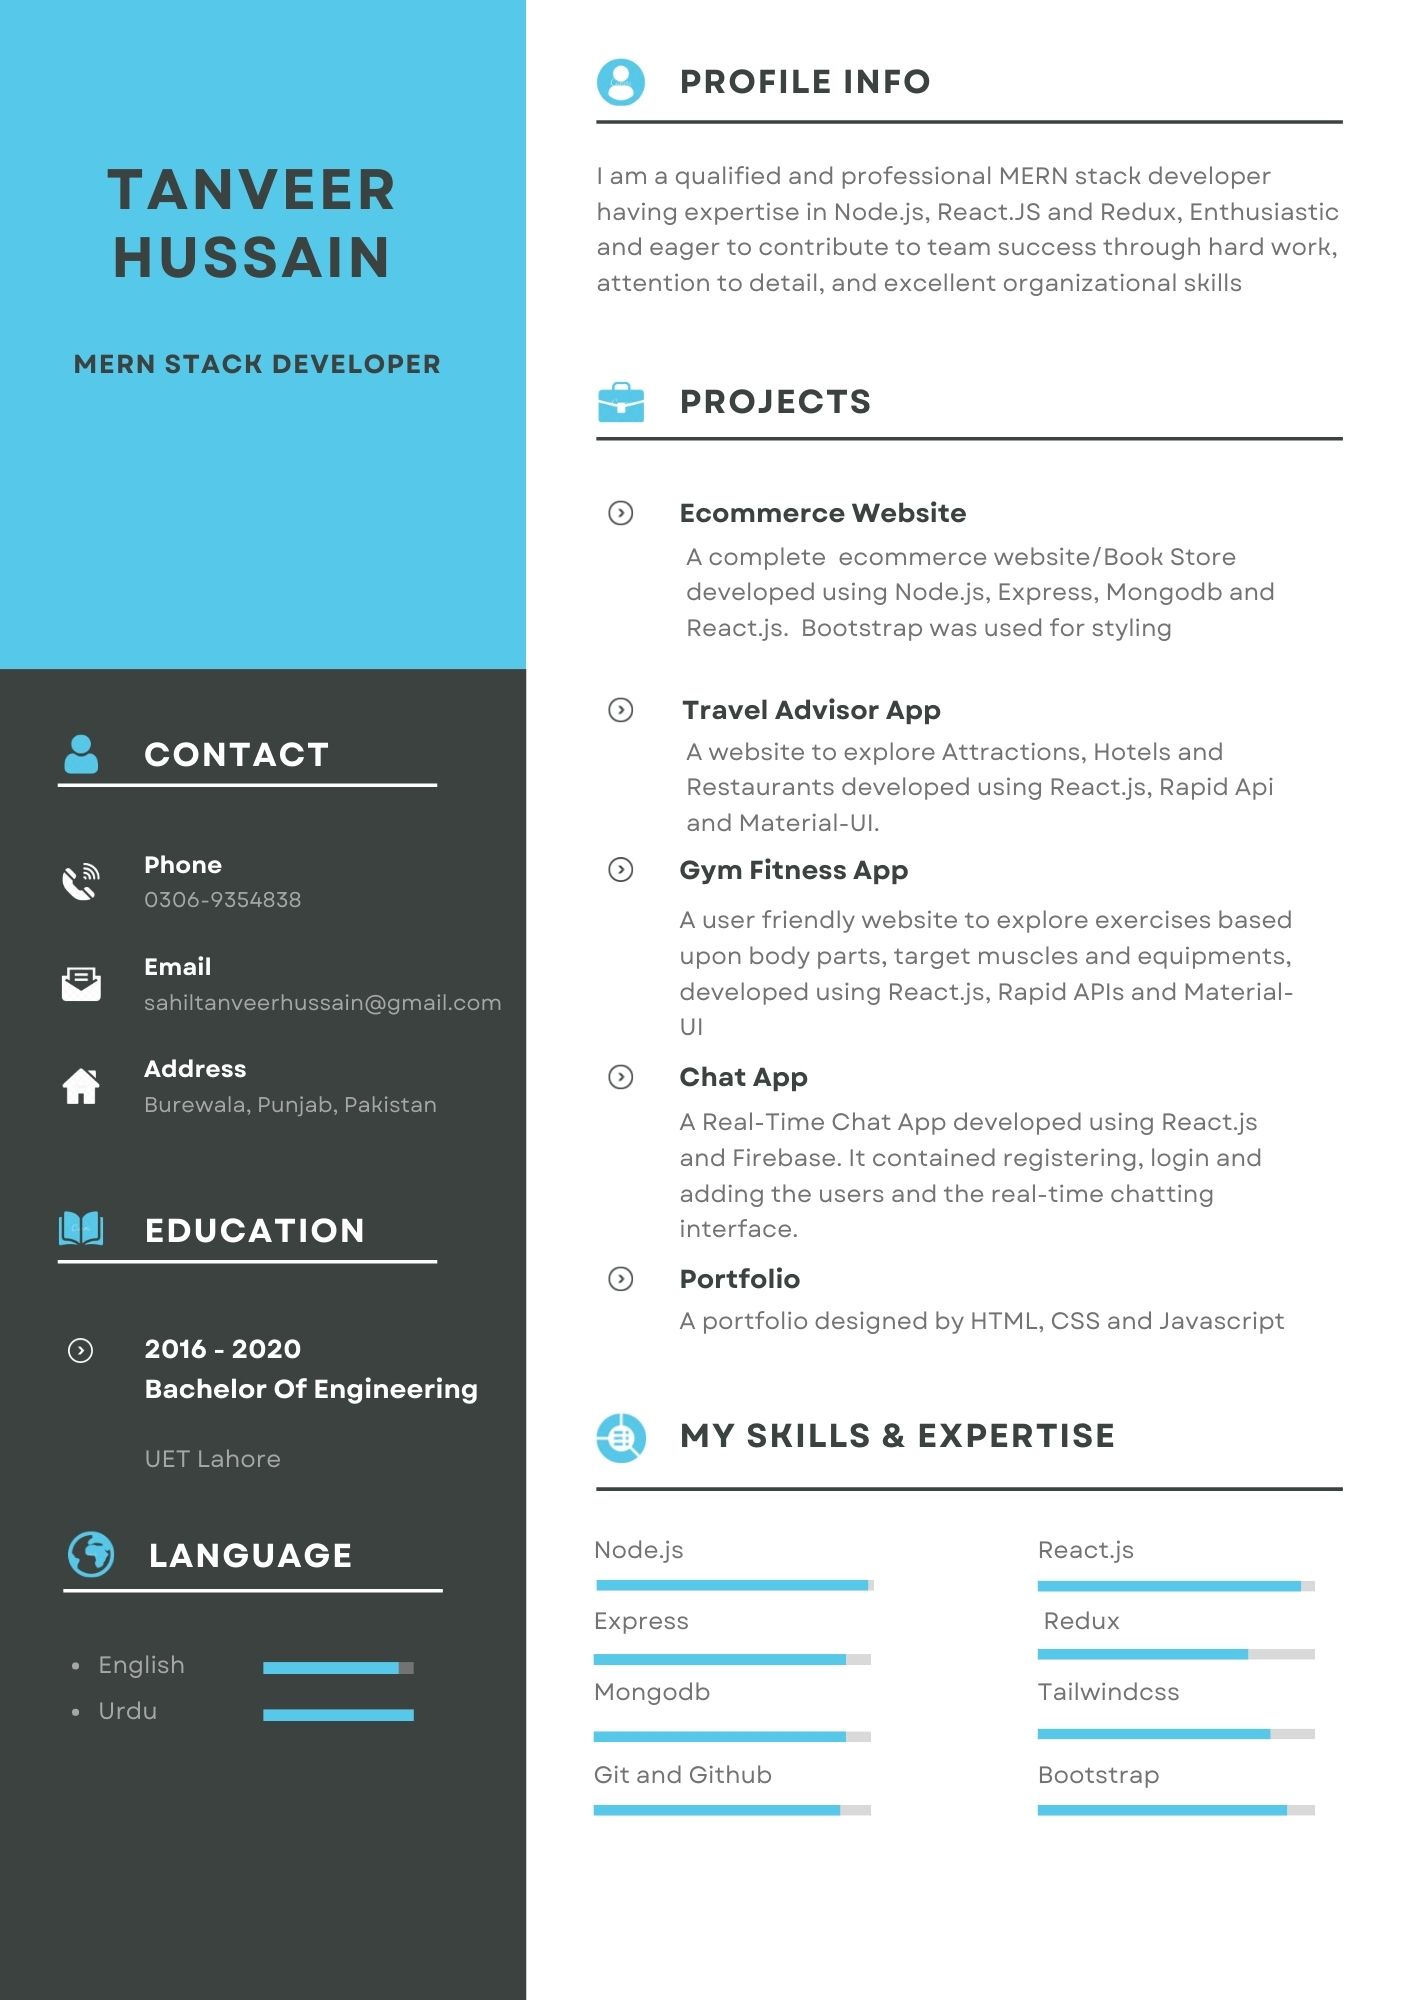 TANVEER
HUSSAIN
MERN STACK DEVELOPER
CONTACT
Phone
0306-9354838
Email
sahiltanveerhussain@gmail.com
Address
Burewala, Punjab, Pakistan
EDUCATION
2016 - 2020
Bachelor Of Engineering
UET Lahore
LANGUAGE
• English
• Urdu
PROFILE INFO
I am a qualified and professional MERN stack developer
having expertise in Node.js, React.JS and Redux, Enthusiastic
and eager to contribute to team success through hard work,
attention to detail, and excellent organizational skills
PROJECTS
Ecommerce Website
A complete  ecommerce website/Book Store
developed using Node.js, Express, Mongodb and
React.js.  Bootstrap was used for styling
Travel Advisor App
A website to explore Attractions, Hotels and
Restaurants developed using React.js, Rapid Api
and Material-UI.
Gym Fitness App
A user friendly website to explore exercises based
upon body parts, target muscles and equipments,
developed using React.js, Rapid APIs and Material-
UI
Chat App
A Real-Time Chat App developed using React.js
and Firebase. It contained registering, login and
adding the users and the real-time chatting
interface.
Portfolio
A portfolio designed by HTML, CSS and Javascript
MY SKILLS & EXPERTISE
Node.js
React.js
Express
Redux
Mongodb
Tailwindcss
Git and Github
Bootstrap